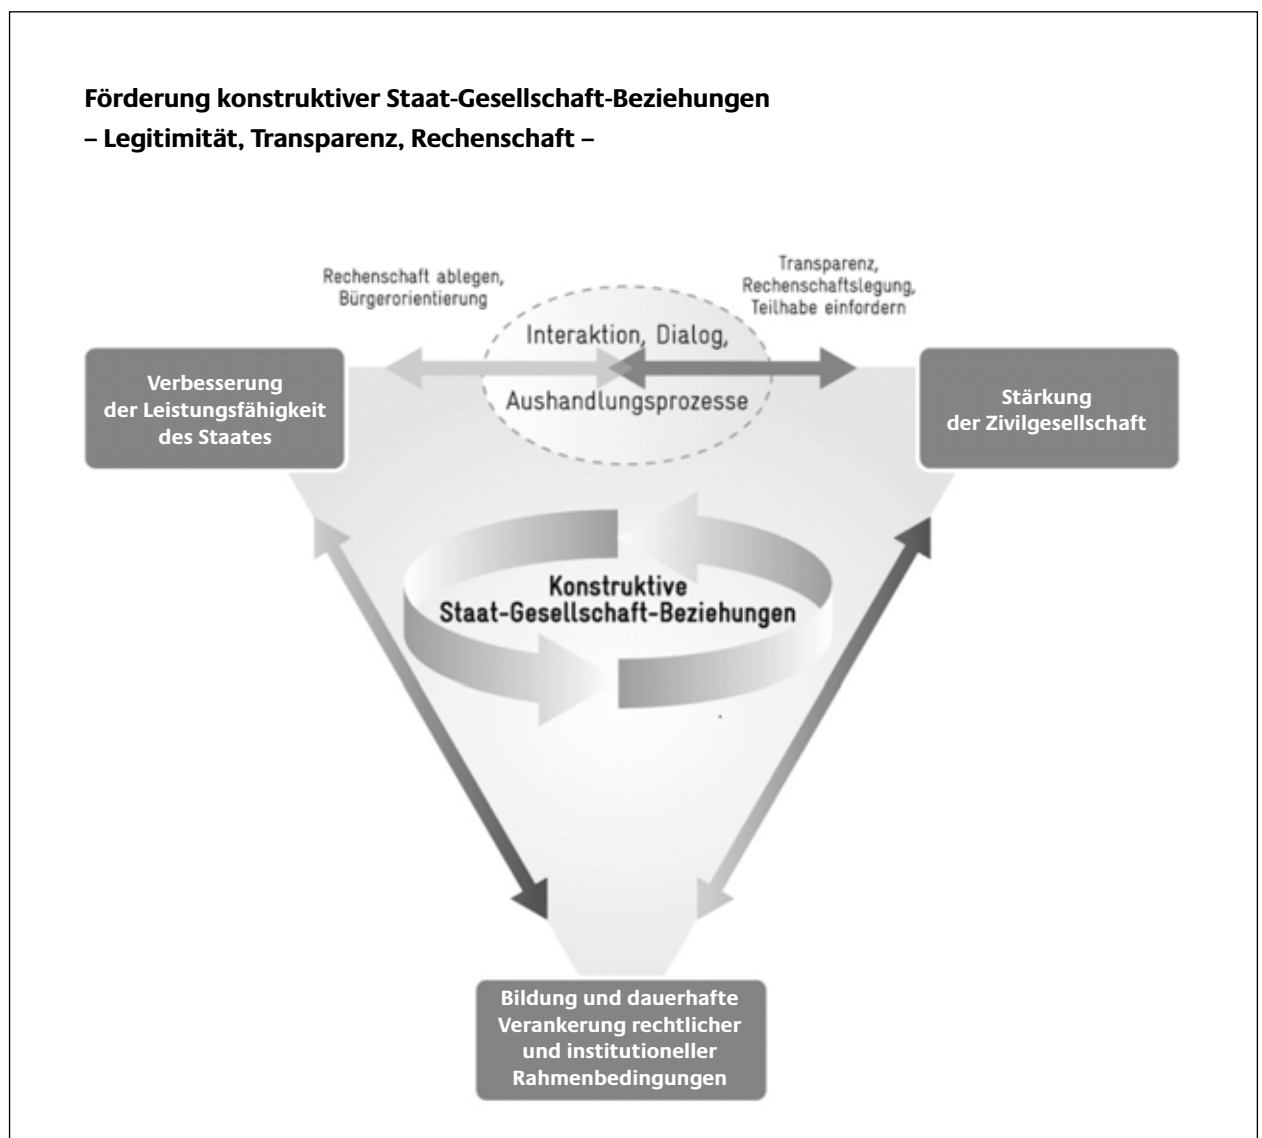 Förderung konstruktiver Staat-Gesellschaft-Beziehungen
– Legitimität, Transparenz, Rechenschaft –
Rechenschaft ablegen,
Bürgerorientierung
Transparenz,
Rechenschaftslegung,
Teilhabe einfordern
Interaktion, Dialog,
Aushandlungsprozesse
Verbesserung
der Leistungsfähigkeit
des Staates
Stärkung
der Zivilgesellschaft
Konstruktive
Staat-Gesellschaft-Beziehungen
Bildung und dauerhafte
Verankerung rechtlicher
und institutioneller
Rahmenbedingungen